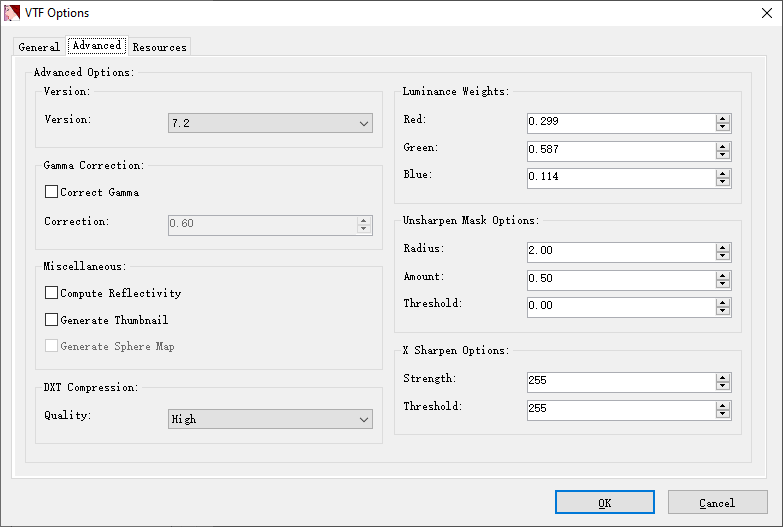 VTF Options
General Advanced Resources
Advanced Options:
Version:
Version: 7.2
Gamma Correction:
Correct Gamma
Correction: 0.60
Miscellaneous:
Compute Reflectivity
Generate Thumbnail
Generate Sphere Map
DXT Compression:
Quality: High
Luminance Weights:
Red: 0.299
Green: 0.587
Blue: 0.114
Unsharpen Mask Options:
Radius: 2.00
Amount: 0.50
Threshold: 0.00
X Sharpen Options:
Strength: 255
Threshold: 255
OK Cancel